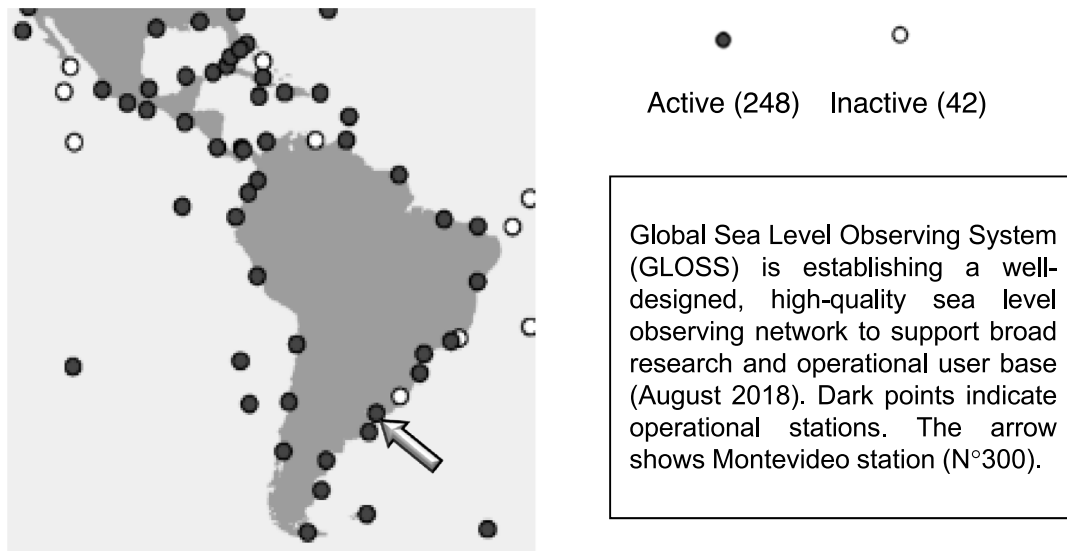 Active (248) Inactive (42)
Global Sea Level Observing System
(GLOSS) is establishing a well-
designed, high-quality sea level
observing network to support broad
research and operational user base
(August 2018). Dark points indicate
operational stations. The arrow
shows Montevideo station (N°300).